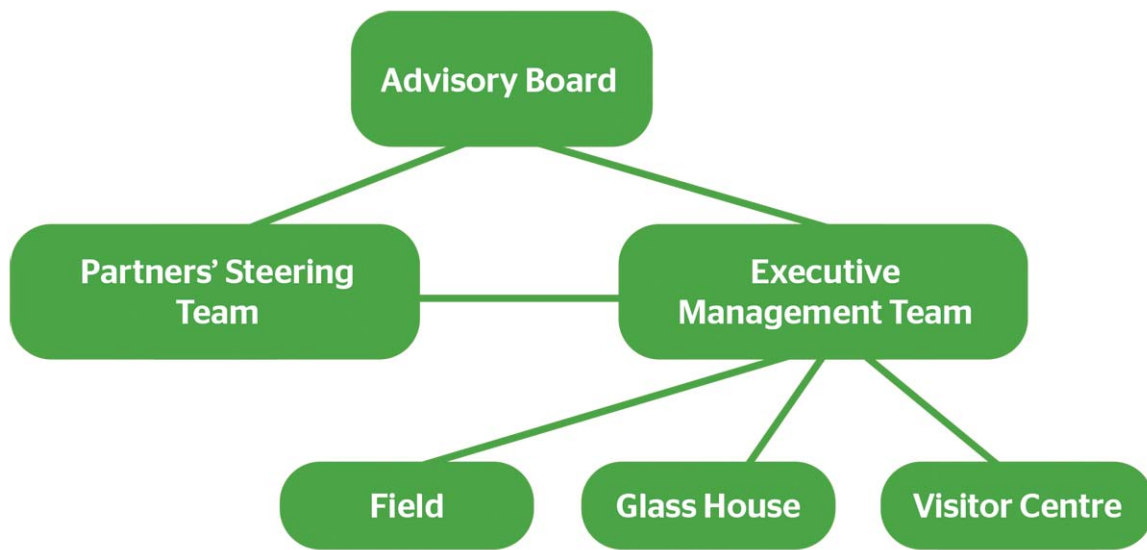 Advisory Board
Partners’ Steering
Team
Executive
Management Team
Field
Glass House
Visitor Centre